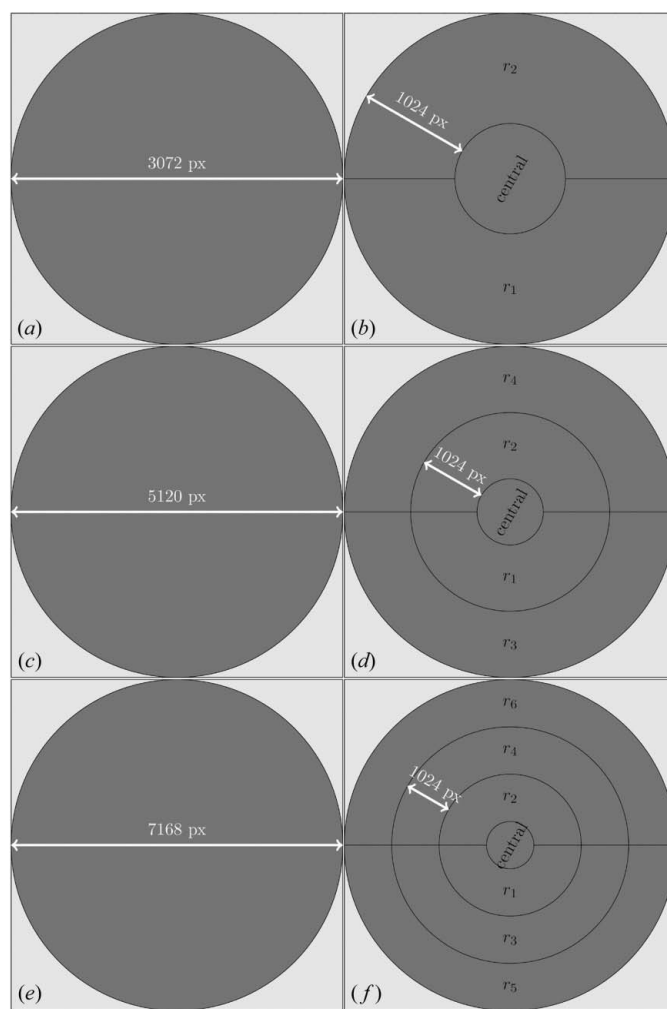 3072 px
(a)
r₂
1024 px
central
r₁
(b)
5120 px
(c)
r₄
r₂
1024 px
central
r₁
r₃
(d)
7168 px
(e)
r₆
r₄
1024 px
r₂
central
r₁
r₃
r₅
(f)